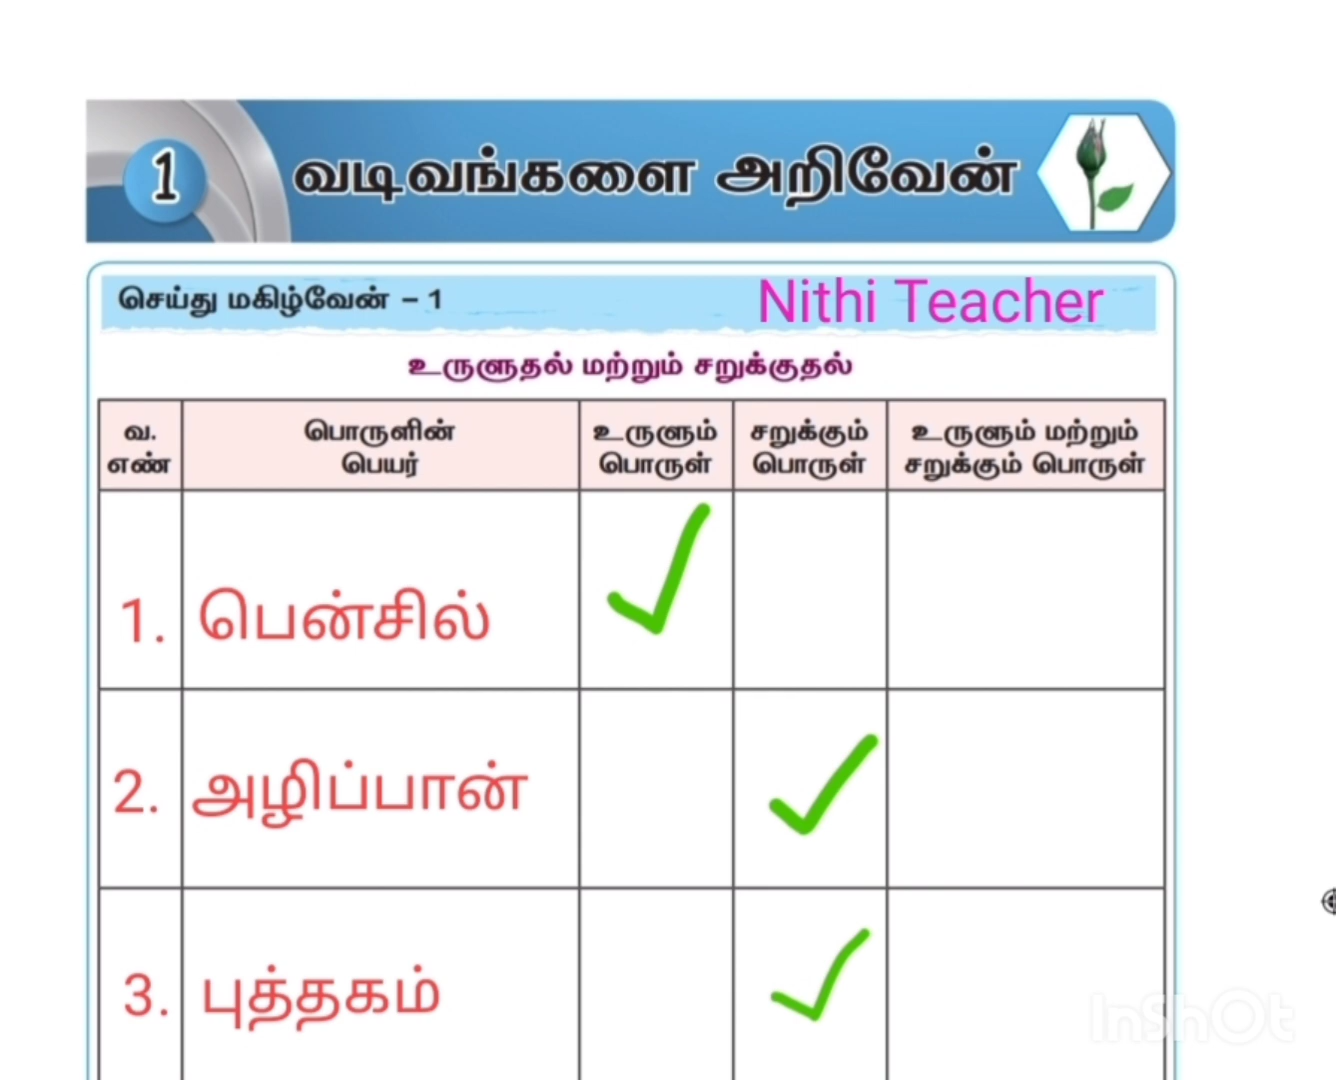 1 வடிவங்களை அறிவேன்
செய்து மகிழ்வேன் – 1 Nithi Teacher
உருளுதல் மற்றும் சறுக்குதல்
வ. எண் பொருளின் பெயர் உருளும் பொருள் சறுக்கும் பொருள் உருளும் மற்றும் சறுக்கும் பொருள்
1. பென்சில்
2. அழிப்பான்
3. புத்தகம்
InShOt